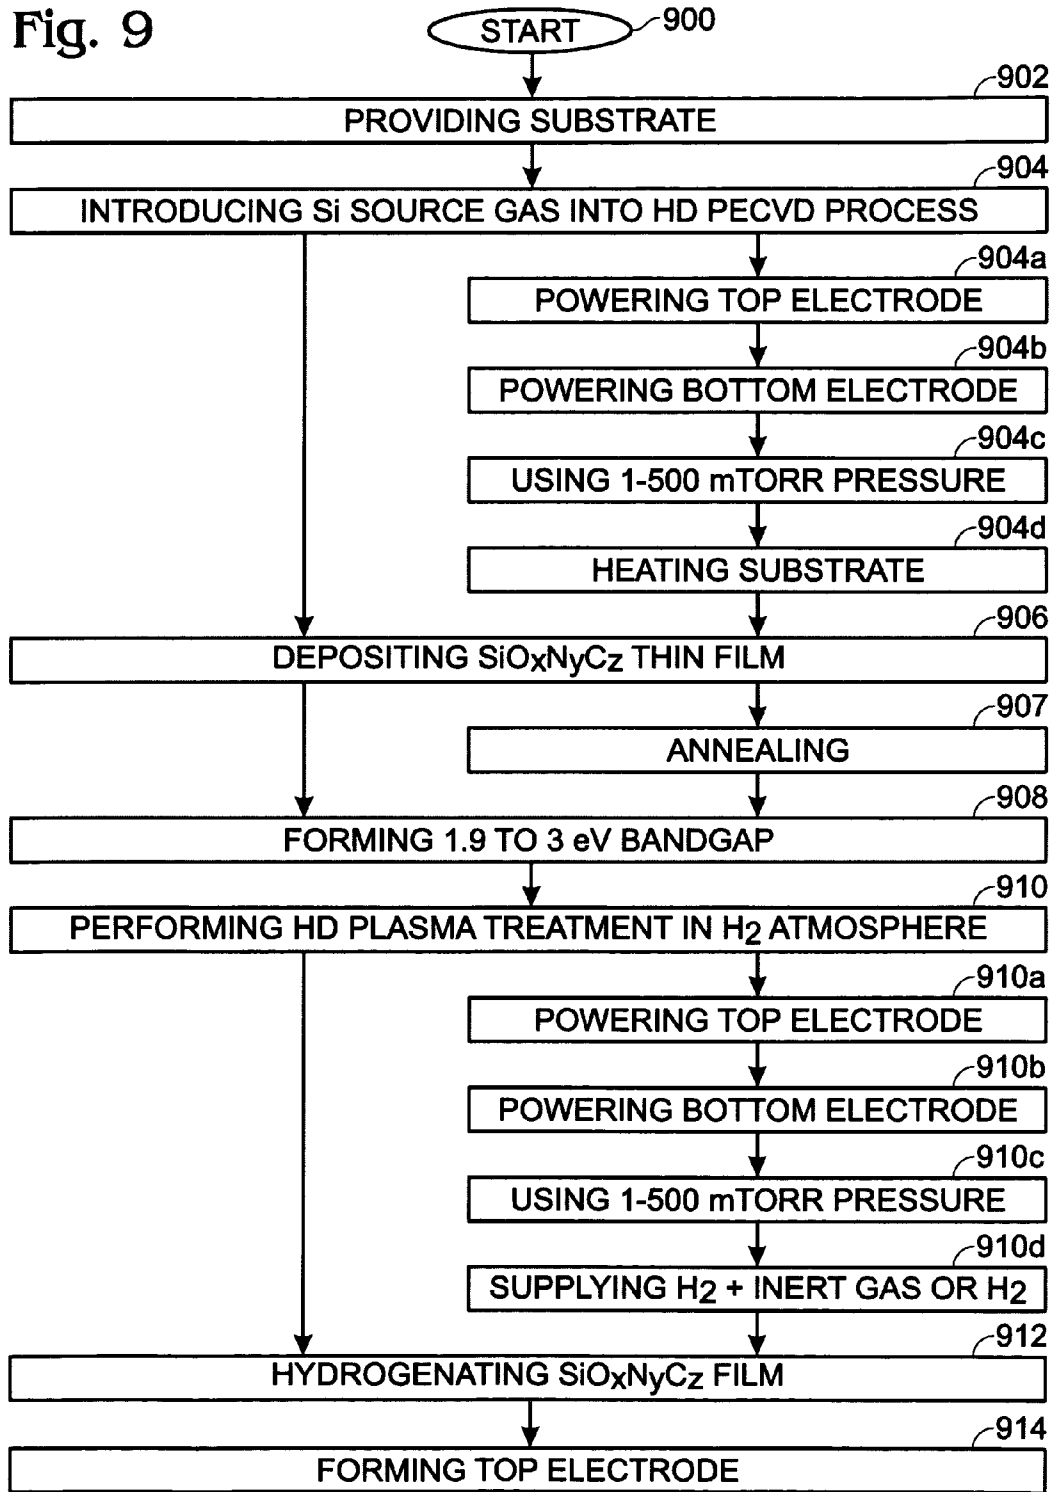 Fig. 9
START
900
902
PROVIDING SUBSTRATE
904
INTRODUCING Si SOURCE GAS INTO HD PECVD PROCESS
904a
POWERING TOP ELECTRODE
904b
POWERING BOTTOM ELECTRODE
904c
USING 1-500 mTORR PRESSURE
904d
HEATING SUBSTRATE
906
DEPOSITING SiOxNyCz THIN FILM
907
ANNEALING
908
FORMING 1.9 TO 3 eV BANDGAP
910
PERFORMING HD PLASMA TREATMENT IN H2 ATMOSPHERE
910a
POWERING TOP ELECTRODE
910b
POWERING BOTTOM ELECTRODE
910c
USING 1-500 mTORR PRESSURE
910d
SUPPLYING H2 + INERT GAS OR H2
912
HYDROGENATING SiOxNyCz FILM
914
FORMING TOP ELECTRODE